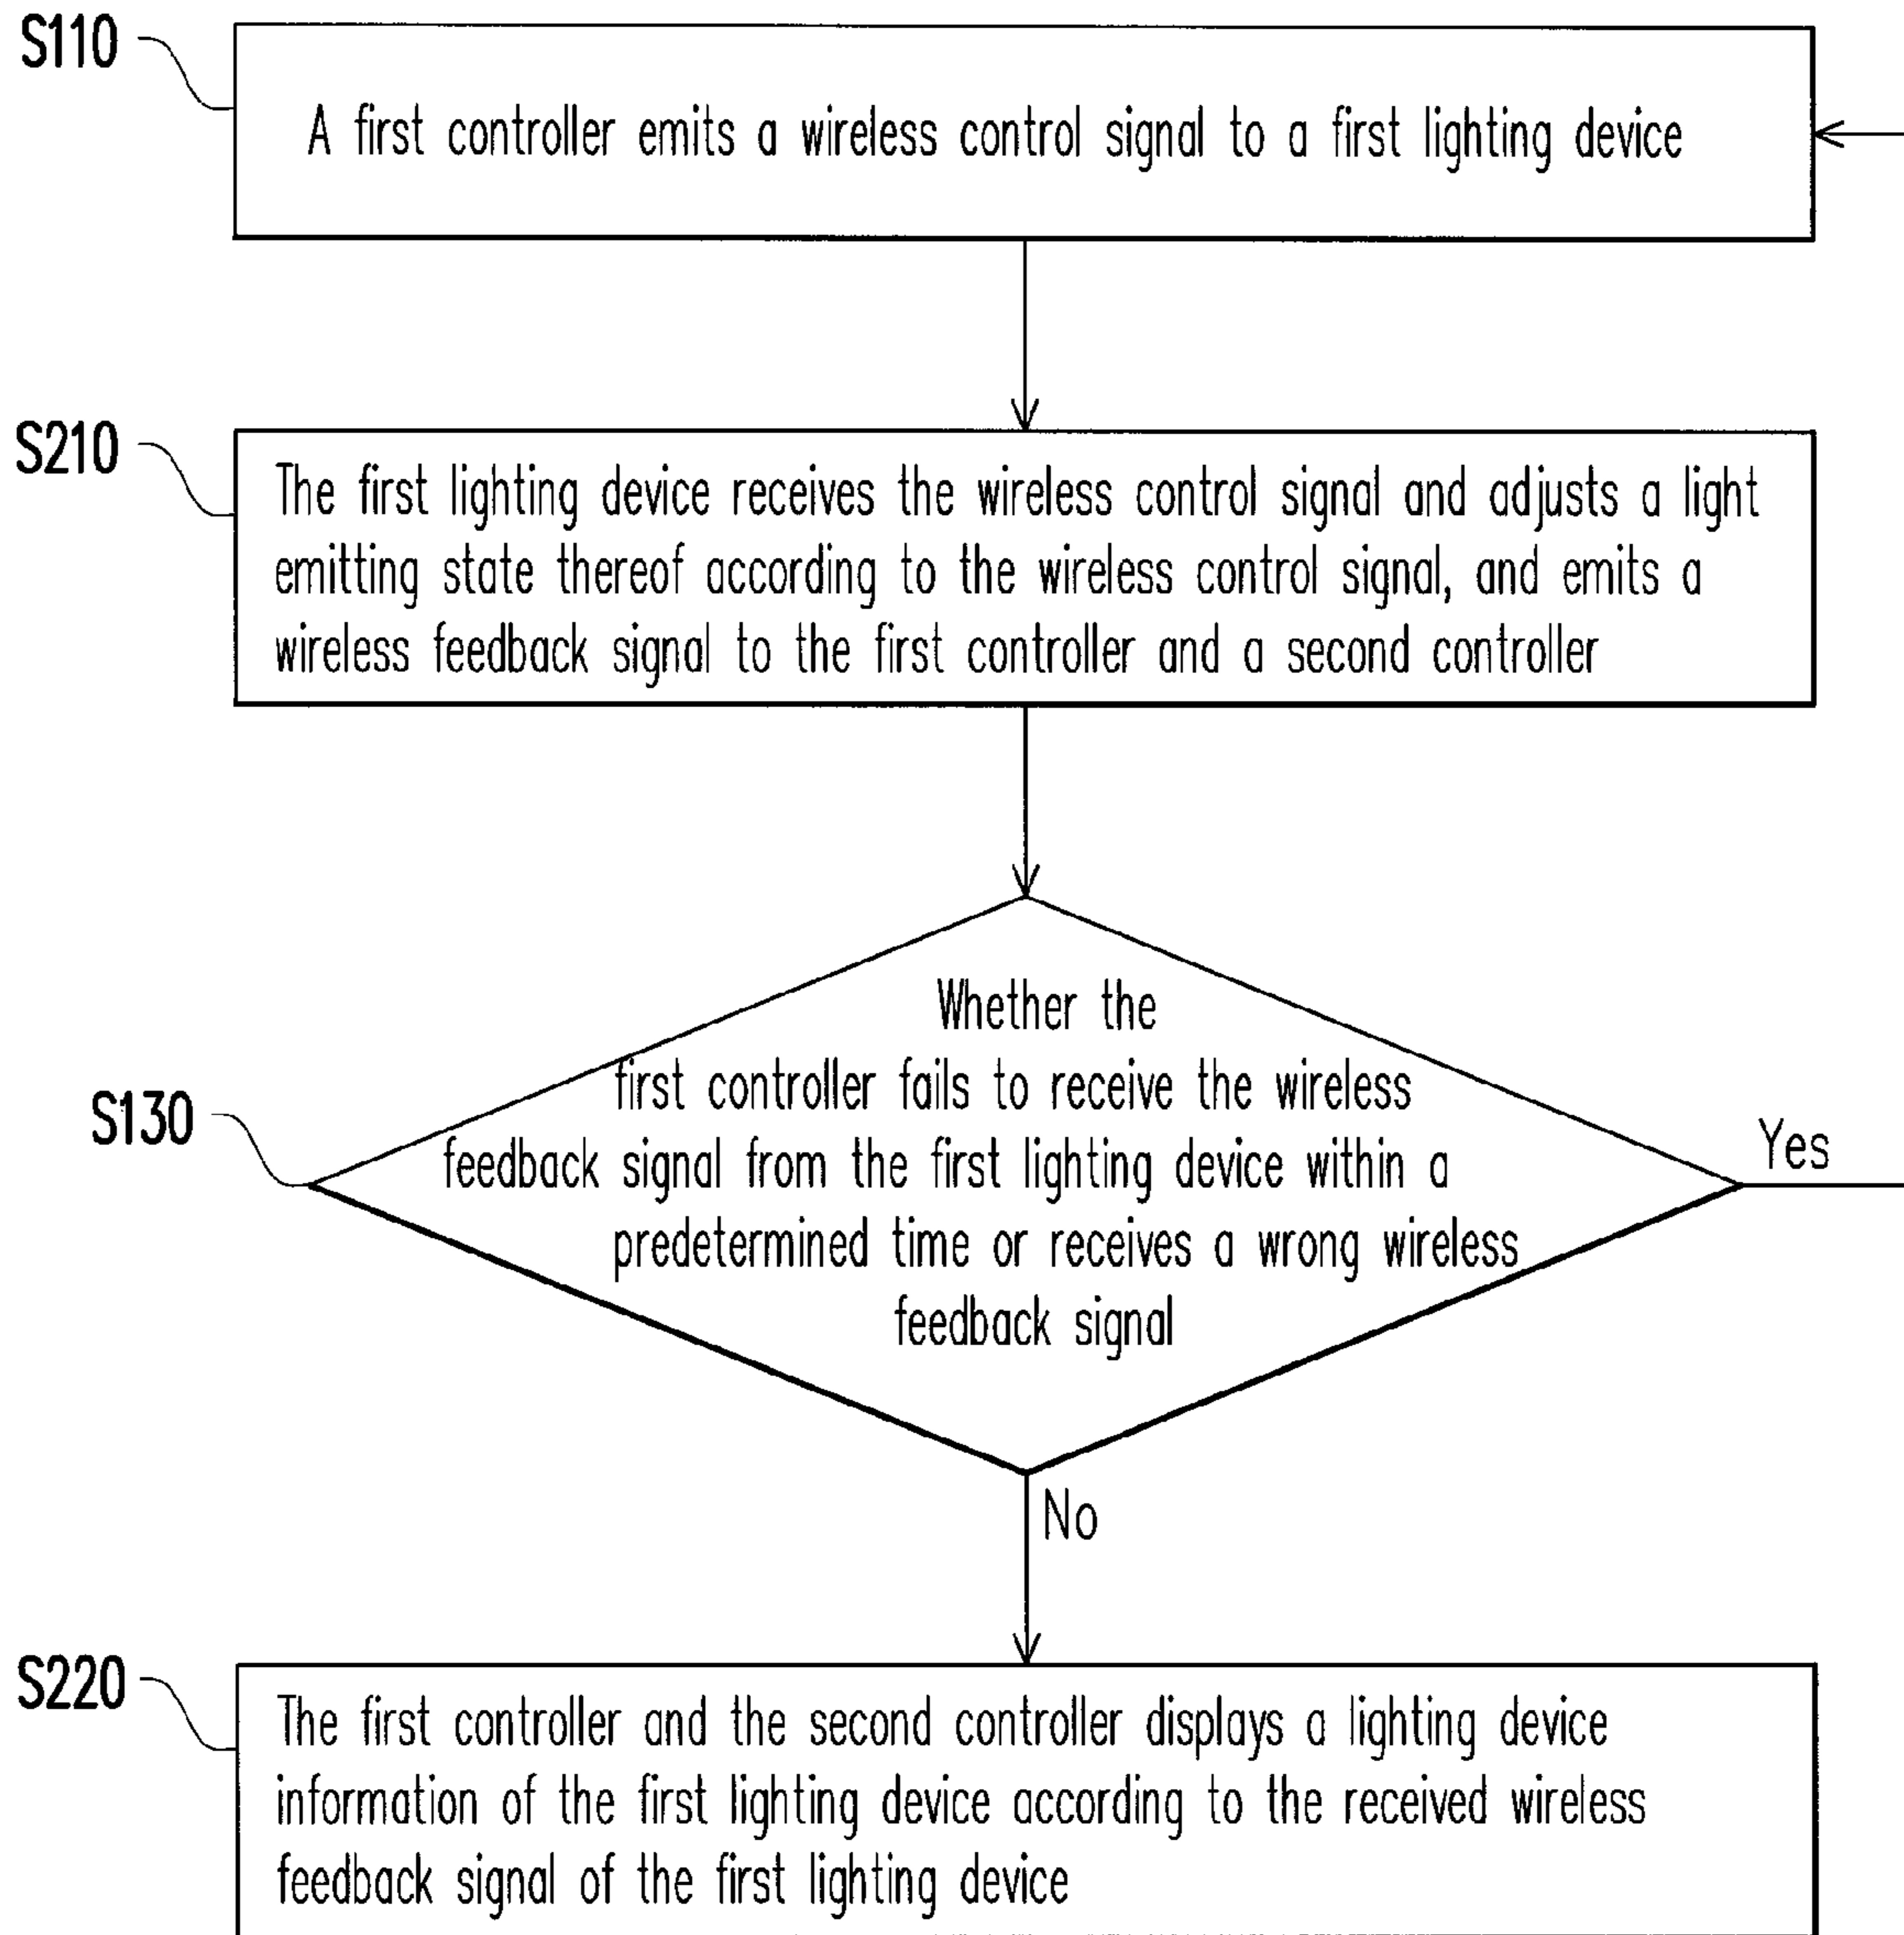 S110
A first controller emits a wireless control signal to a first lighting device
S210
The first lighting device receives the wireless control signal and adjusts a light
emitting state thereof according to the wireless control signal, and emits a
wireless feedback signal to the first controller and a second controller
S130
Whether the
first controller fails to receive the wireless
feedback signal from the first lighting device within a
predetermined time or receives a wrong wireless
feedback signal
Yes
No
S220
The first controller and the second controller displays a lighting device
information of the first lighting device according to the received wireless
feedback signal of the first lighting device